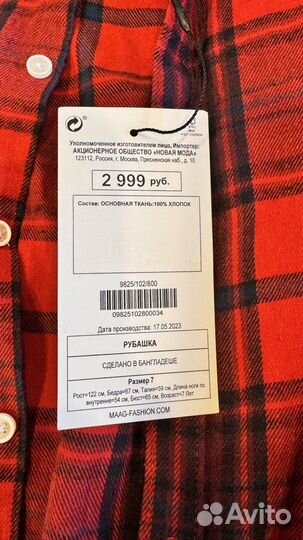 Уполномоченное изготовителем лицо, Импортер:
АКЦИОНЕРНОЕ ОБЩЕСТВО «НОВАЯ МОДА»
123112, Россия, г. Москва, Пресненская наб., д. 10
2 999 руб.
Состав: ОСНОВНАЯ ТКАНЬ:100% ХЛОПОК
9825/102/800
09825102800034
Дата производства: 17.05.2023
РУБАШКА
СДЕЛАНО В БАНГЛАДЕШЕ
Размер 7
Рост=122 см, Бедра=67 см, Талия=59 см, Длина ноги по
внутренне=54 см, Бюст=65 см, Возраст=7 Лет
MAAG-FASHION.COM
Avito